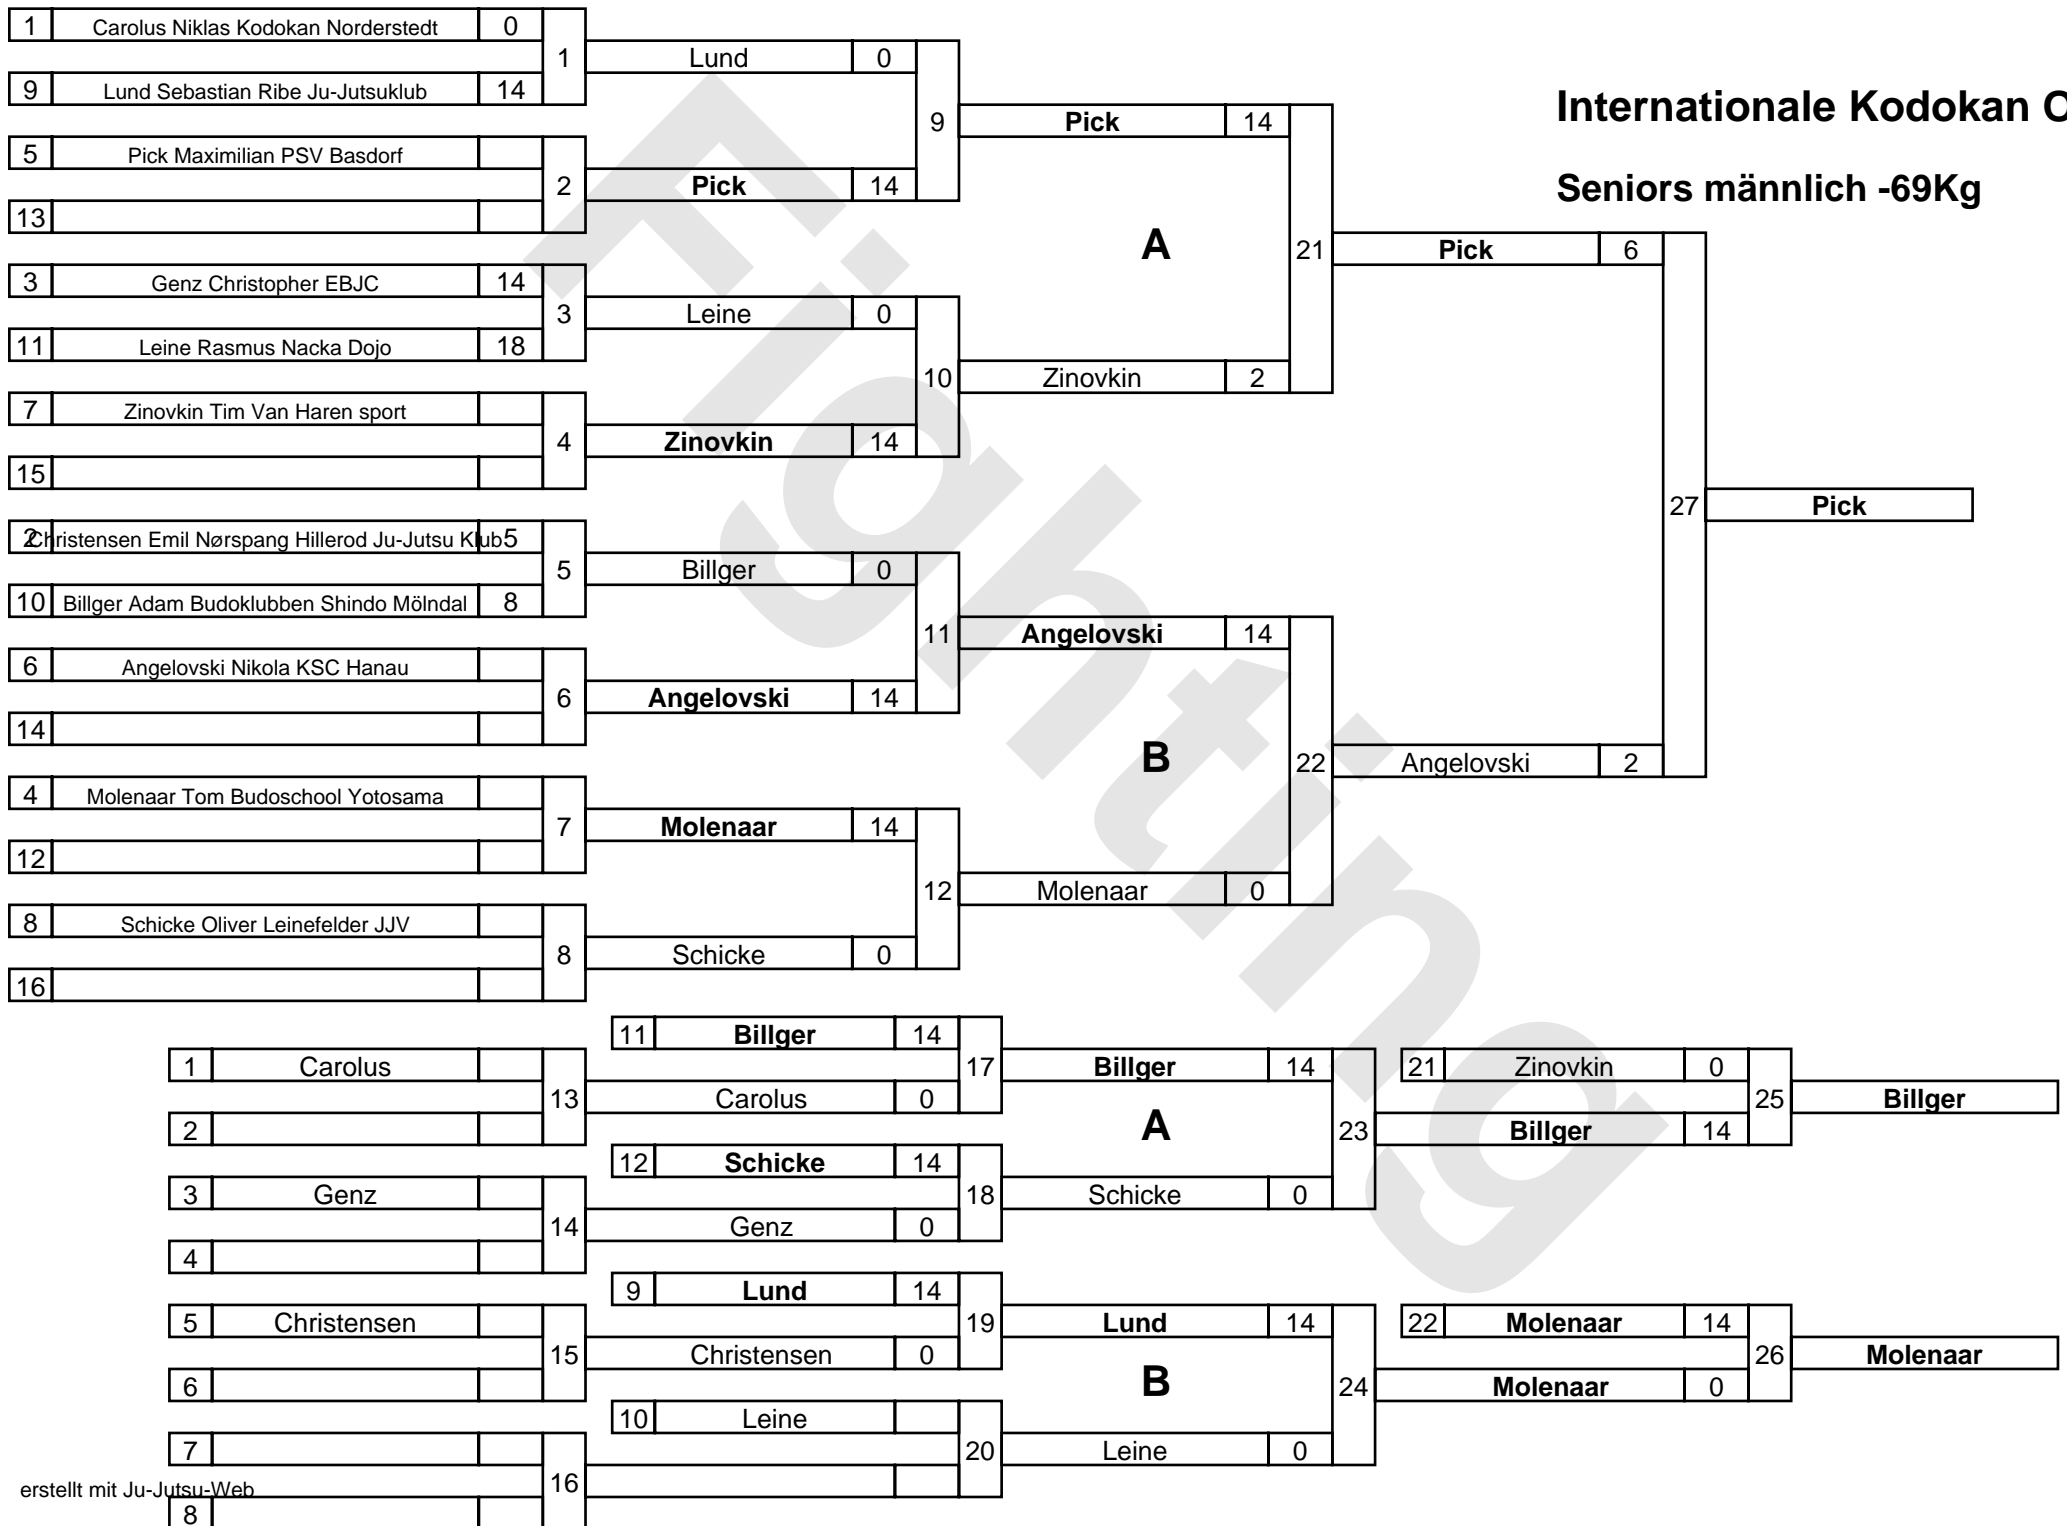 Internationale Kodokan O
Seniors männlich -69Kg
Fighting
1 Carolus Niklas Kodokan Norderstedt 0
1
9 Lund Sebastian Ribe Ju-Jutsuklub 14
Lund 0
5 Pick Maximilian PSV Basdorf
2
13
Pick 14
9
3 Genz Christopher EBJC 14
3
11 Leine Rasmus Nacka Dojo 18
Leine 0
7 Zinovkin Tim Van Haren sport
4
15
Zinovkin 14
10
Pick 14
A
21
Zinovkin 2
2 Christensen Emil Nørspang Hillerod Ju-Jutsu Klub 5
5
10 Billger Adam Budoklubben Shindo Mölndal 8
Billger 0
6 Angelovski Nikola KSC Hanau
6
14
Angelovski 14
11
4 Molenaar Tom Budoschool Yotosama
7
12
Molenaar 14
8 Schicke Oliver Leinefelder JJV
8
16
Schicke 0
12
Angelovski 14
B
22
Molenaar 0
Pick 6
27
Angelovski 2
Pick
1 Carolus
13
2
11 Billger 14
17
Carolus 0
3 Genz
14
4
12 Schicke 14
18
Genz 0
Billger 14
A
23
Schicke 0
21 Zinovkin 0
25
Billger 14
Billger
5 Christensen
15
6
9 Lund 14
19
Christensen 0
7
16
8
10 Leine
20
Lund 14
B
24
Leine 0
22 Molenaar 14
26
Molenaar 0
Molenaar
erstellt mit Ju-Jutsu-Web